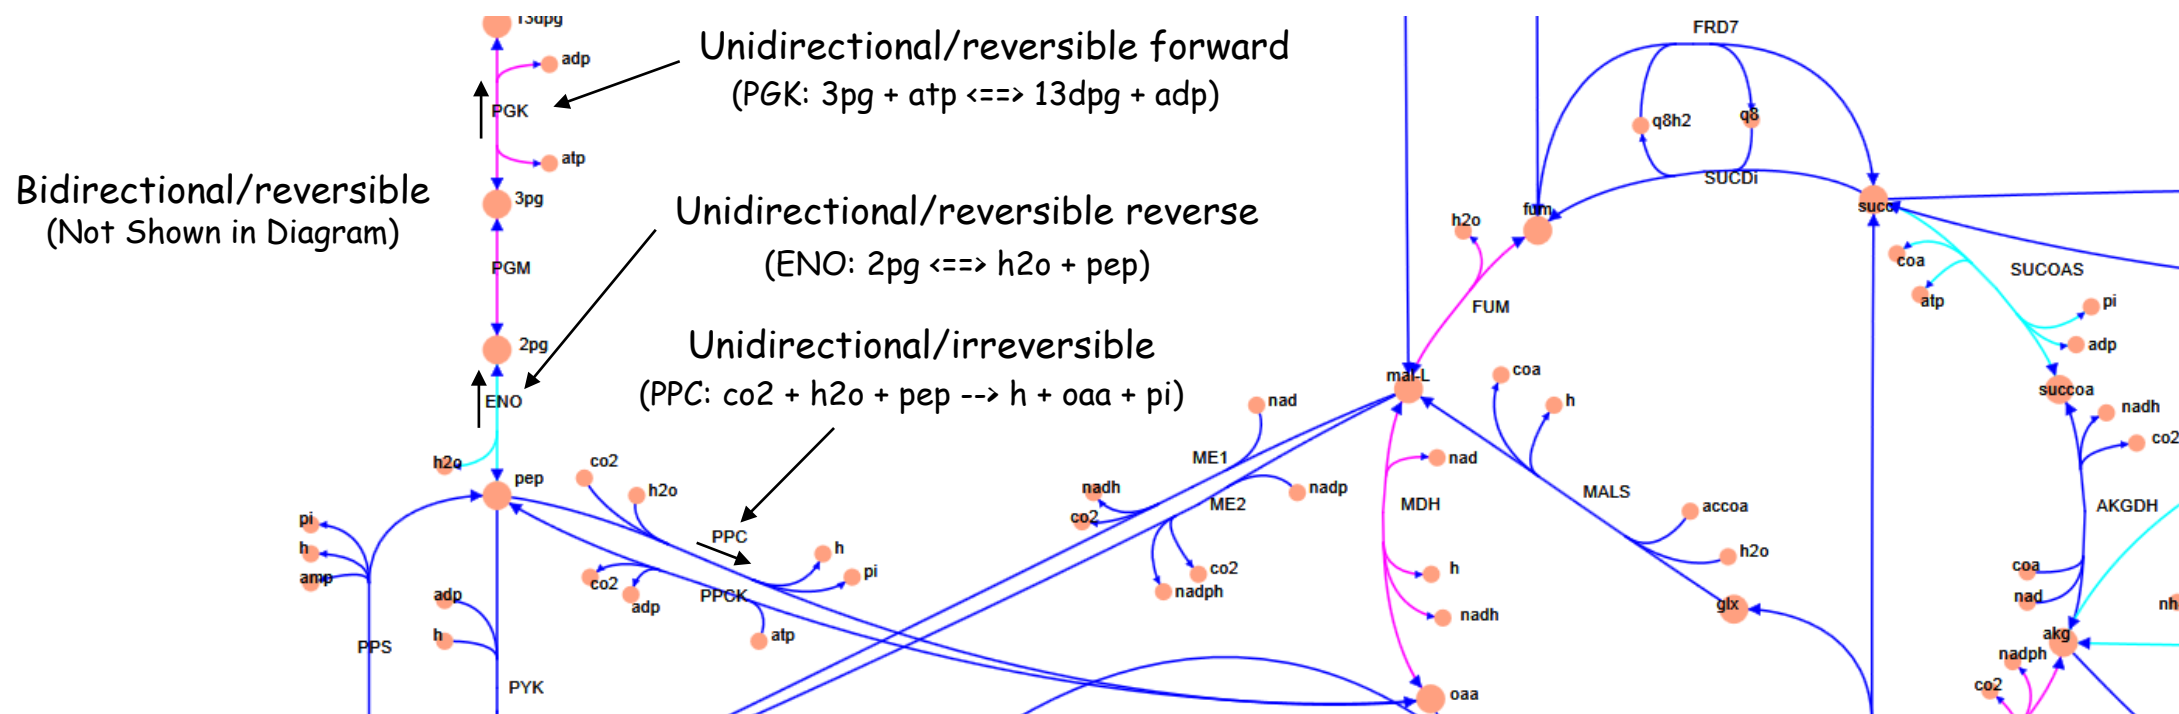 13dpg
adp
PGK
atp
3pg
PGM
2pg
ENO
h2o
pep
Unidirectional/reversible forward
(PGK: 3pg + atp <==> 13dpg + adp)
Bidirectional/reversible
(Not Shown in Diagram)
Unidirectional/reversible reverse
(ENO: 2pg <==> h2o + pep)
Unidirectional/irreversible
(PPC: co2 + h2o + pep --> h + oaa + pi)
pi
h
amp
PPS
adp
h
PYK
co2
h2o
PPC
h
pi
co2
adp
PPCK
atp
FRD7
q8h2
q8
SUCDi
fum
h2o
FUM
succ
coa
atp
SUCOAS
pi
adp
succoa
nadh
co2
AKGDH
coa
nad
nh
akg
nadph
co2
mal-L
coa
h
nad
ME1
nadh
co2
ME2
nadp
co2
nadph
nad
MDH
h
nadh
oaa
MALS
accoa
h2o
glx